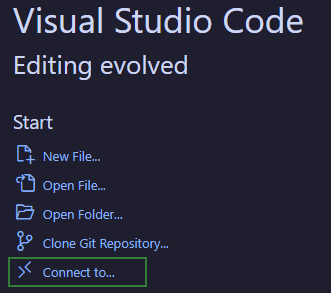 Visual Studio Code
Editing evolved
Start
New File...
Open File...
Open Folder...
Clone Git Repository...
Connect to...